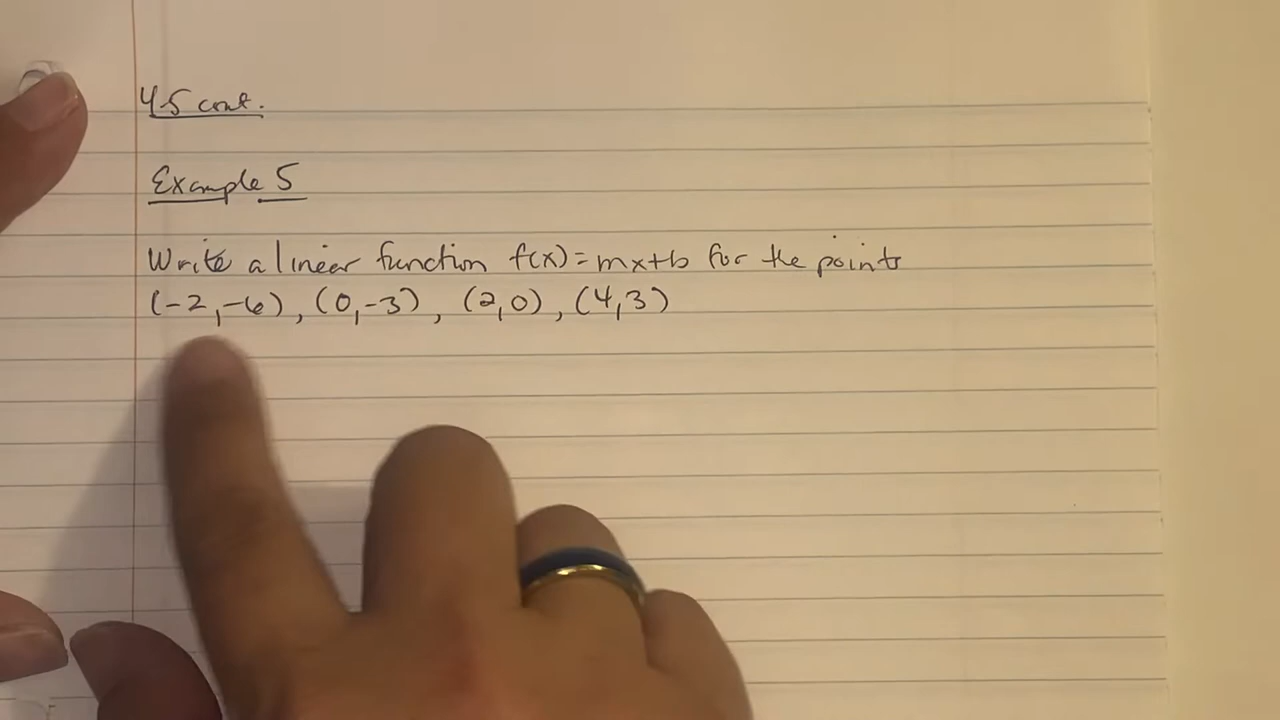 4.5 cont.
Example 5
Write a linear function f(x)=mx+b for the points
(-2,-6), (0,-3), (2,0), (4,3)